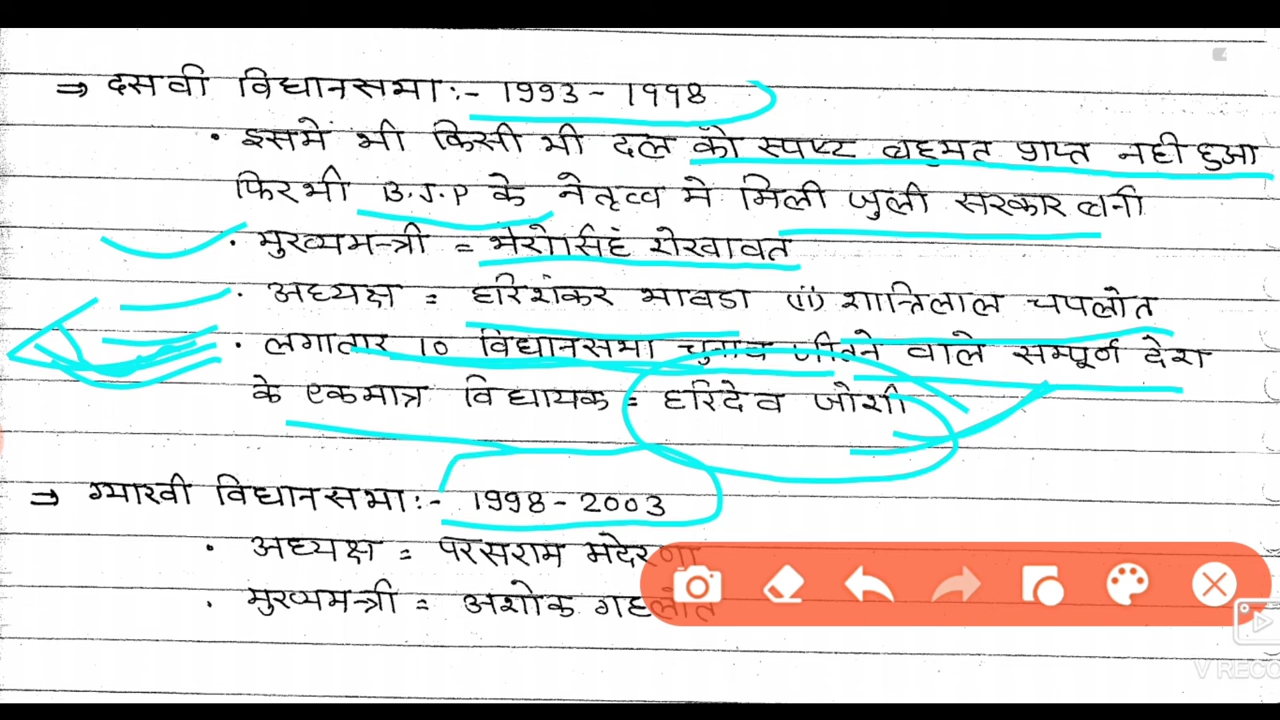 ⇒ दसवी विधानसभा:- 1993 - 1998
• इसमें भी किसी भी दल को स्पष्ट बहुमत प्राप्त नही हुआ
फिरभी B.J.P के नेतृत्व मे मिली जुली सरकार बनी
• मुख्यमन्त्री = भैरोसिहं शेखावत
• अध्यक्ष = हरिशंकर भावडा (ii) शान्तिलाल चपलोत
• लगातार 10 विधानसभा चुनाव जीतने वाले सम्पूर्ण देश
के एकमात्र विधायक = हरिदेव जोशी
⇒ ग्यारवी विधानसभा:- 1998 - 2003
• अध्यक्ष = परसराम मदेरणा
• मुख्यमन्त्री = अशोक गहलोत
V RECO